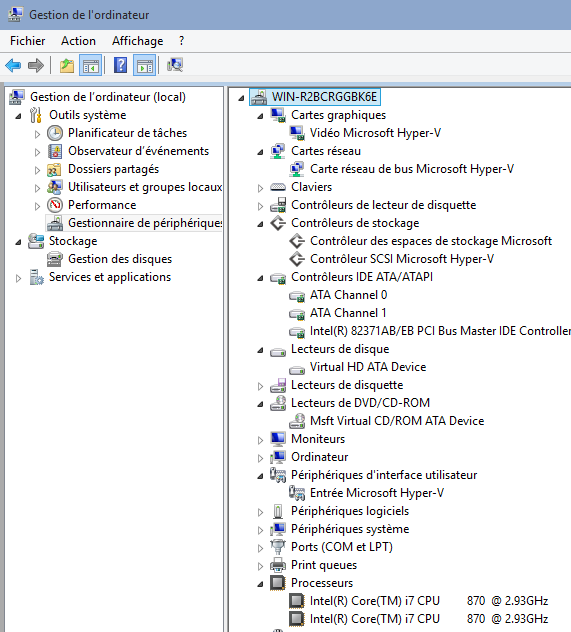 Gestion de l'ordinateur
Fichier Action Affichage ?
Gestion de l'ordinateur (local)
Outils système
Planificateur de tâches
Observateur d'événements
Dossiers partagés
Utilisateurs et groupes locaux
Performance
Gestionnaire de périphériques
Stockage
Gestion des disques
Services et applications
WIN-R2BCRGGBK6E
Cartes graphiques
Vidéo Microsoft Hyper-V
Cartes réseau
Carte réseau de bus Microsoft Hyper-V
Claviers
Contrôleurs de lecteur de disquette
Contrôleurs de stockage
Contrôleur des espaces de stockage Microsoft
Contrôleur SCSI Microsoft Hyper-V
Contrôleurs IDE ATA/ATAPI
ATA Channel 0
ATA Channel 1
Intel(R) 82371AB/EB PCI Bus Master IDE Controller
Lecteurs de disque
Virtual HD ATA Device
Lecteurs de disquette
Lecteurs de DVD/CD-ROM
Msft Virtual CD/ROM ATA Device
Moniteurs
Ordinateur
Périphériques d'interface utilisateur
Entrée Microsoft Hyper-V
Périphériques logiciels
Périphériques système
Ports (COM et LPT)
Print queues
Processeurs
Intel(R) Core(TM) i7 CPU 870 @ 2.93GHz
Intel(R) Core(TM) i7 CPU 870 @ 2.93GHz